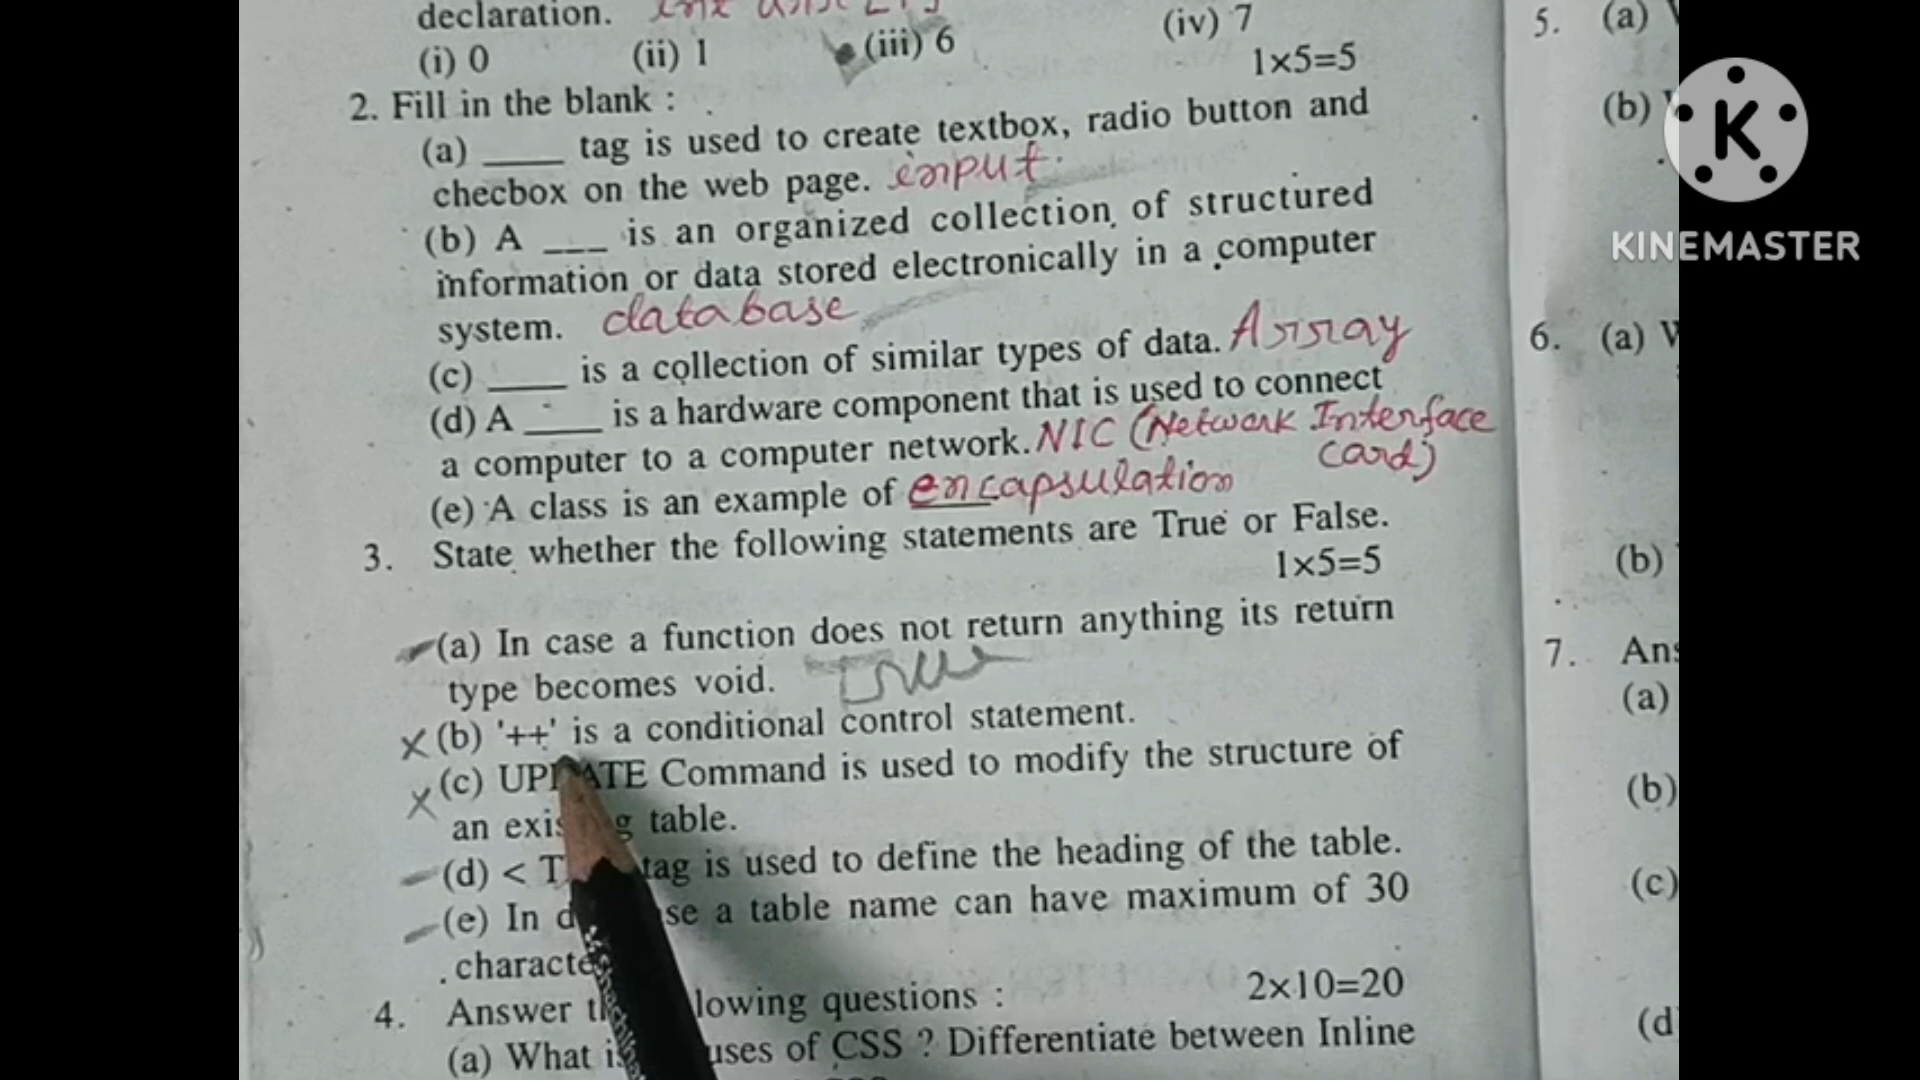 declaration.
(i) 0 (ii) 1 (iii) 6 (iv) 7
1×5=5
2. Fill in the blank :
(a) ____ tag is used to create textbox, radio button and
checbox on the web page. input
(b) A ___ is an organized collection of structured
information or data stored electronically in a computer
system. database
(c) ____ is a collection of similar types of data. Array
(d) A ____ is a hardware component that is used to connect
a computer to a computer network. NIC (Network Interface
card)
(e) A class is an example of encapsulation
3. State whether the following statements are True or False.
1×5=5
(a) In case a function does not return anything its return
type becomes void. True
× (b) '++' is a conditional control statement.
× (c) UPDATE Command is used to modify the structure of
an existing table.
(d) < tag is used to define the heading of the table.
(e) In a table name can have maximum of 30
4. Answer questions :
2×10=20
(a) What uses of CSS ? Differentiate between Inline
5. (a)
(b)
6. (a)
(b)
7.
(a)
(b)
(c)
(d
K
KINEMASTER